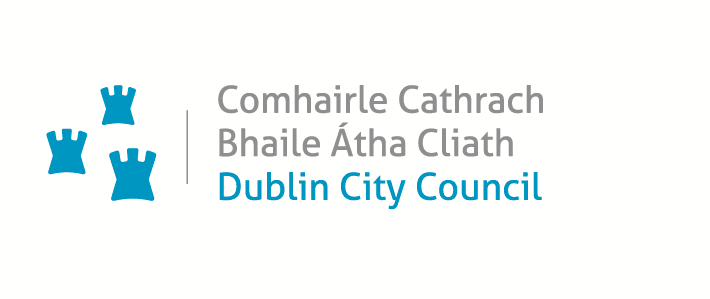 Comhairle Cathrach
Bhaile Átha Cliath
Dublin City Council